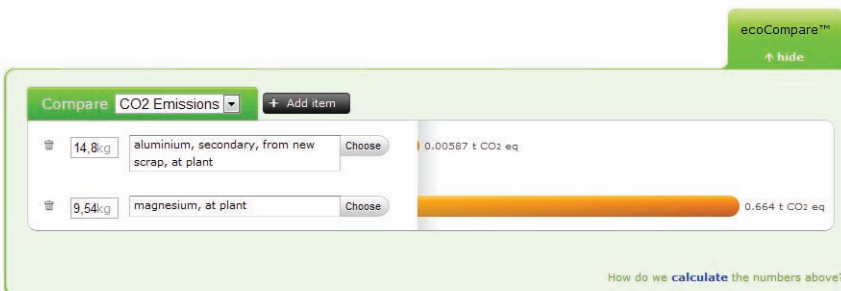 ecoCompare™
↑ hide
Compare CO2 Emissions + Add item
14,8kg aluminium, secondary, from new scrap, at plant Choose 0.00587 t CO2 eq
9,54kg magnesium, at plant Choose 0.664 t CO2 eq
How do we calculate the numbers above?